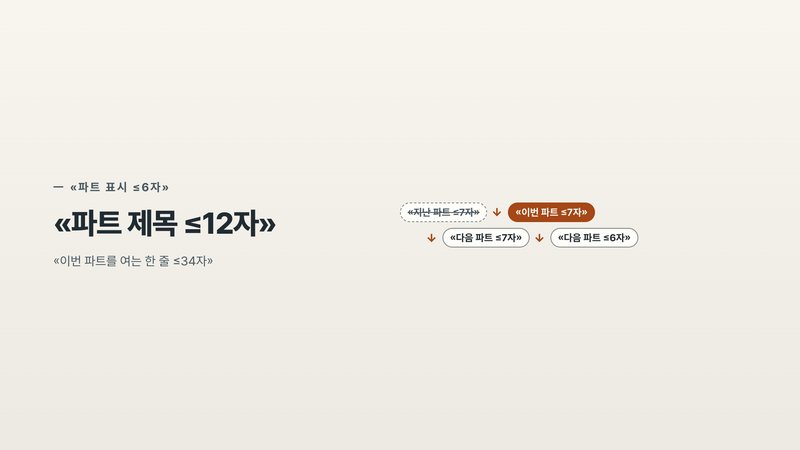 — «파트 표시 ≤6자»
«파트 제목 ≤12자»
«이번 파트를 여는 한 줄 ≤34자»
«지난 파트 ≤7자» ↓ «이번 파트 ≤7자»
↓ «다음 파트 ≤7자» ↓ «다음 파트 ≤6자»